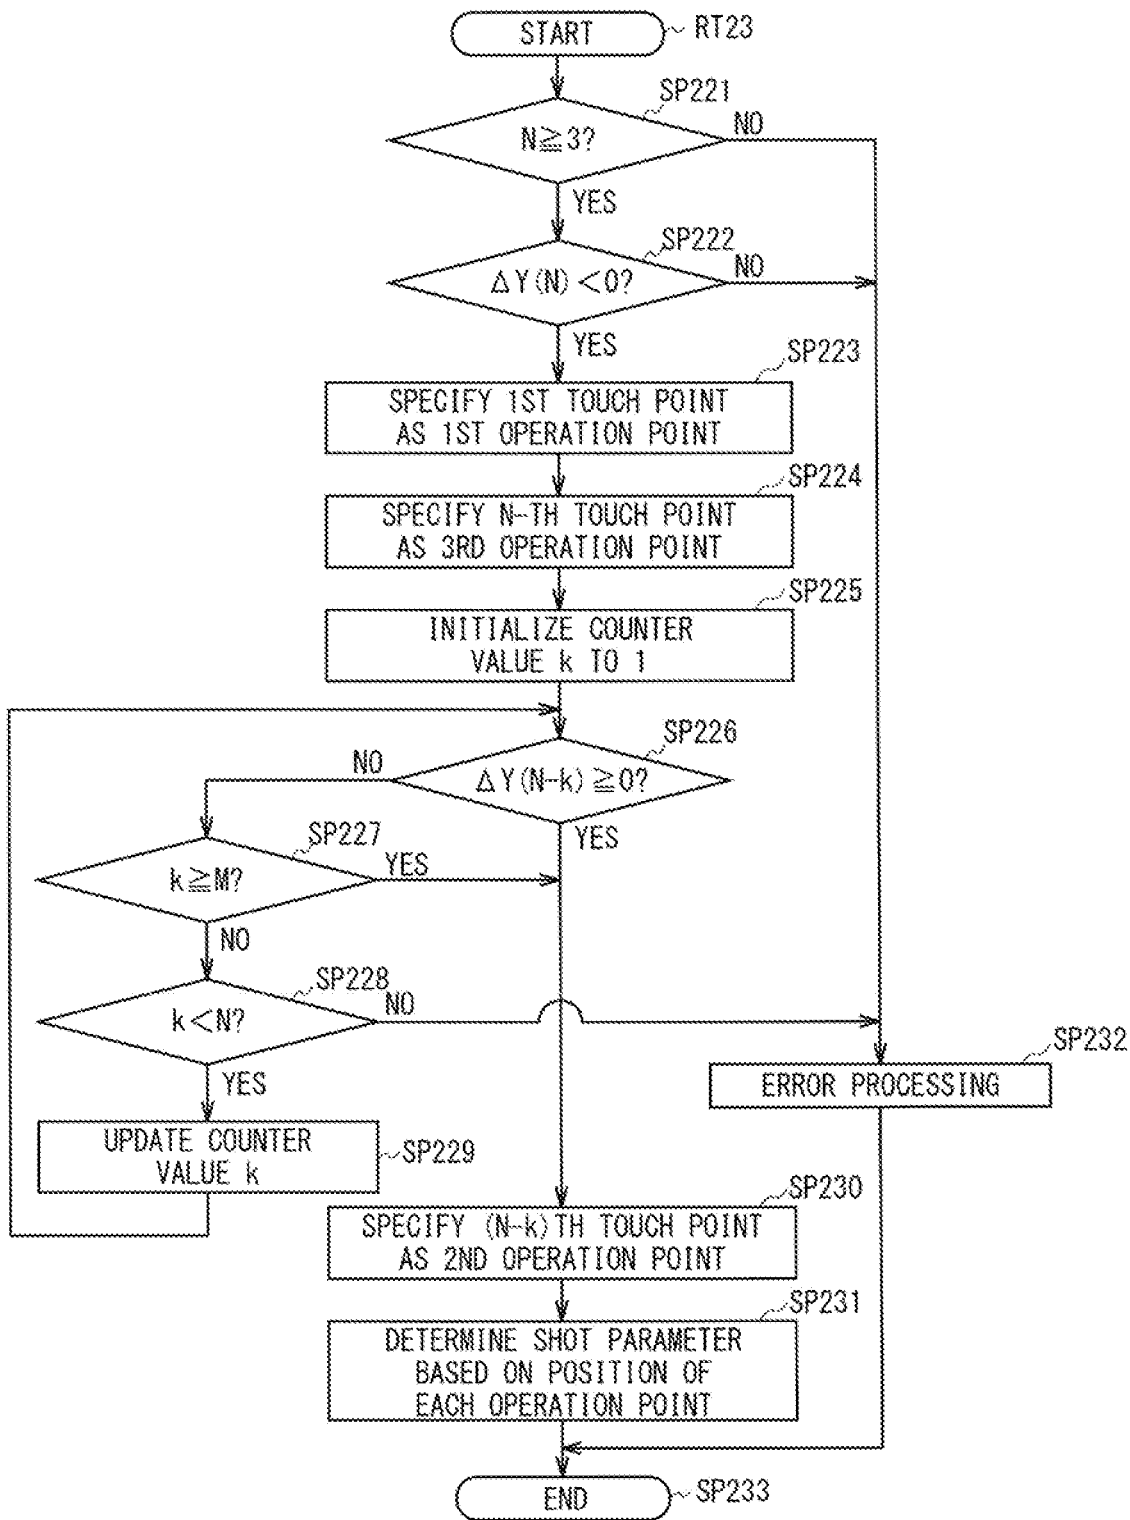 START
RT23
SP221
N≧3?
NO
YES
SP222
ΔY(N)<0?
NO
YES
SP223
SPECIFY 1ST TOUCH POINT
AS 1ST OPERATION POINT
SP224
SPECIFY N-TH TOUCH POINT
AS 3RD OPERATION POINT
SP225
INITIALIZE COUNTER
VALUE k TO 1
SP226
NO
ΔY(N-k)≧0?
YES
SP227
k≧M?
YES
NO
SP228
k<N?
NO
YES
SP232
ERROR PROCESSING
UPDATE COUNTER
VALUE k
SP229
SP230
SPECIFY (N-k)TH TOUCH POINT
AS 2ND OPERATION POINT
SP231
DETERMINE SHOT PARAMETER
BASED ON POSITION OF
EACH OPERATION POINT
END
SP233